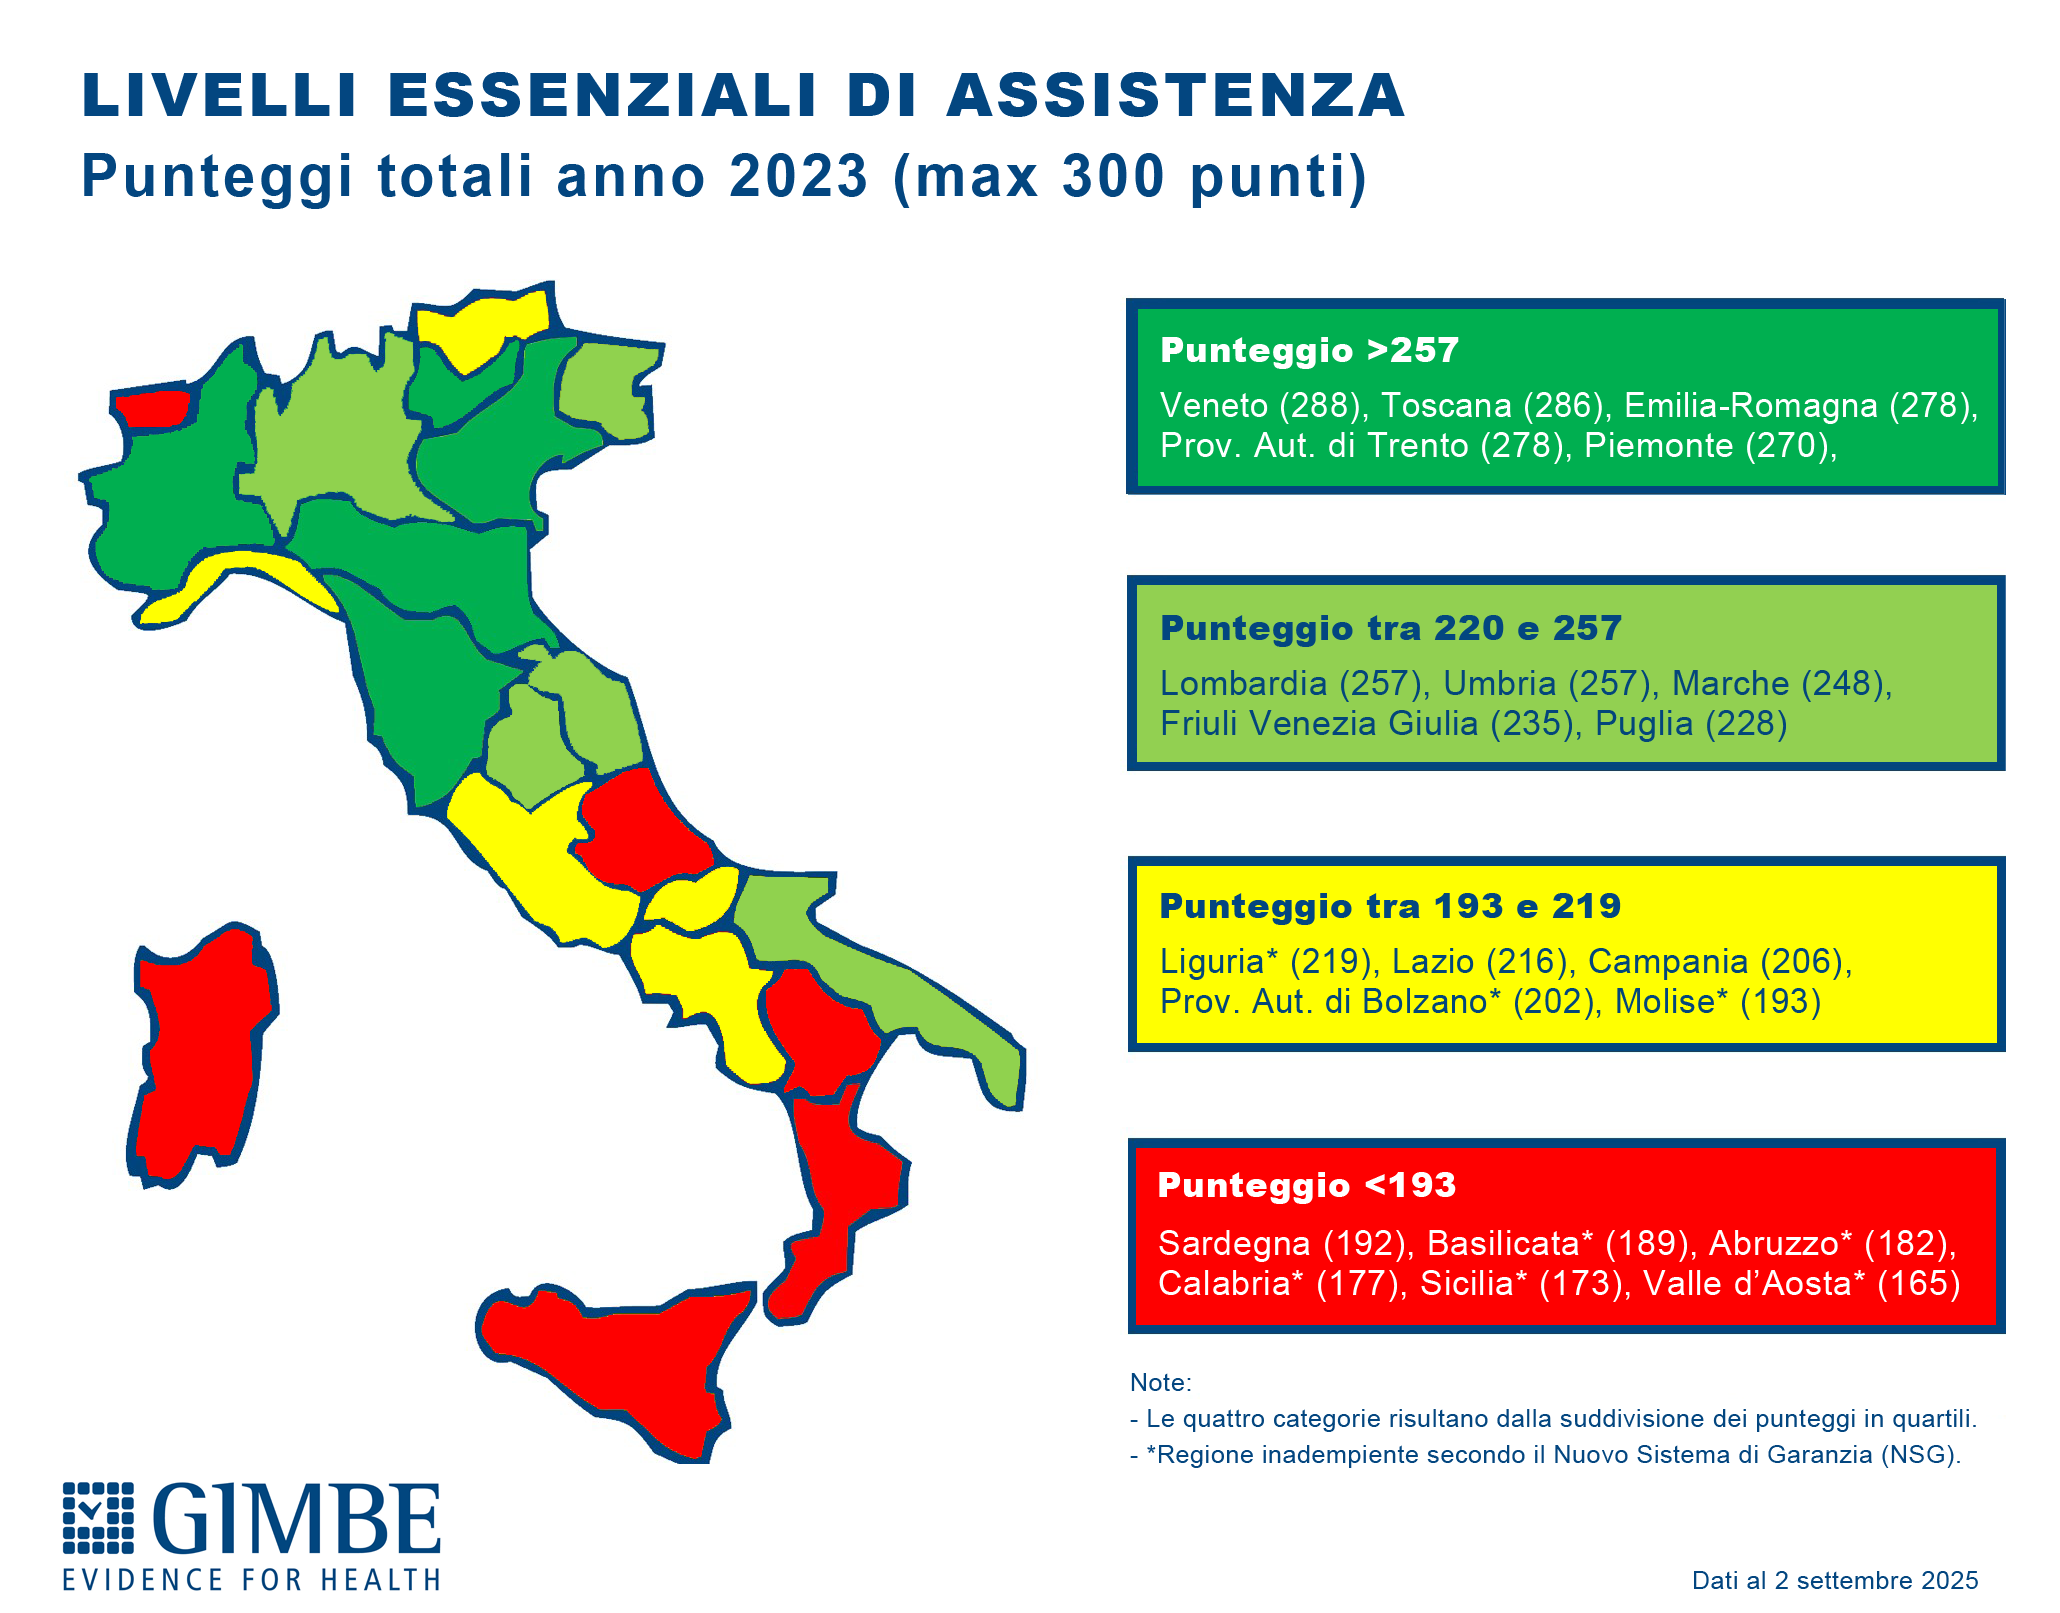 LIVELLI ESSENZIALI DI ASSISTENZA
Punteggi totali anno 2023 (max 300 punti)
Punteggio >257
Veneto (288), Toscana (286), Emilia-Romagna (278),
Prov. Aut. di Trento (278), Piemonte (270),
Punteggio tra 220 e 257
Lombardia (257), Umbria (257), Marche (248),
Friuli Venezia Giulia (235), Puglia (228)
Punteggio tra 193 e 219
Liguria* (219), Lazio (216), Campania (206),
Prov. Aut. di Bolzano* (202), Molise* (193)
Punteggio <193
Sardegna (192), Basilicata* (189), Abruzzo* (182),
Calabria* (177), Sicilia* (173), Valle d’Aosta* (165)
Note:
- Le quattro categorie risultano dalla suddivisione dei punteggi in quartili.
- *Regione inadempiente secondo il Nuovo Sistema di Garanzia (NSG).
GIMBE
EVIDENCE FOR HEALTH
Dati al 2 settembre 2025